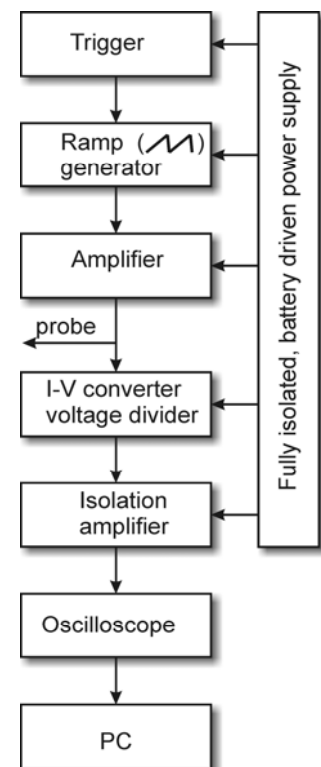 Trigger
Ramp ( )
generator
Amplifier
probe
I-V converter
voltage divider
Isolation
amplifier
Oscilloscope
PC
Fully isolated, battery driven power supply